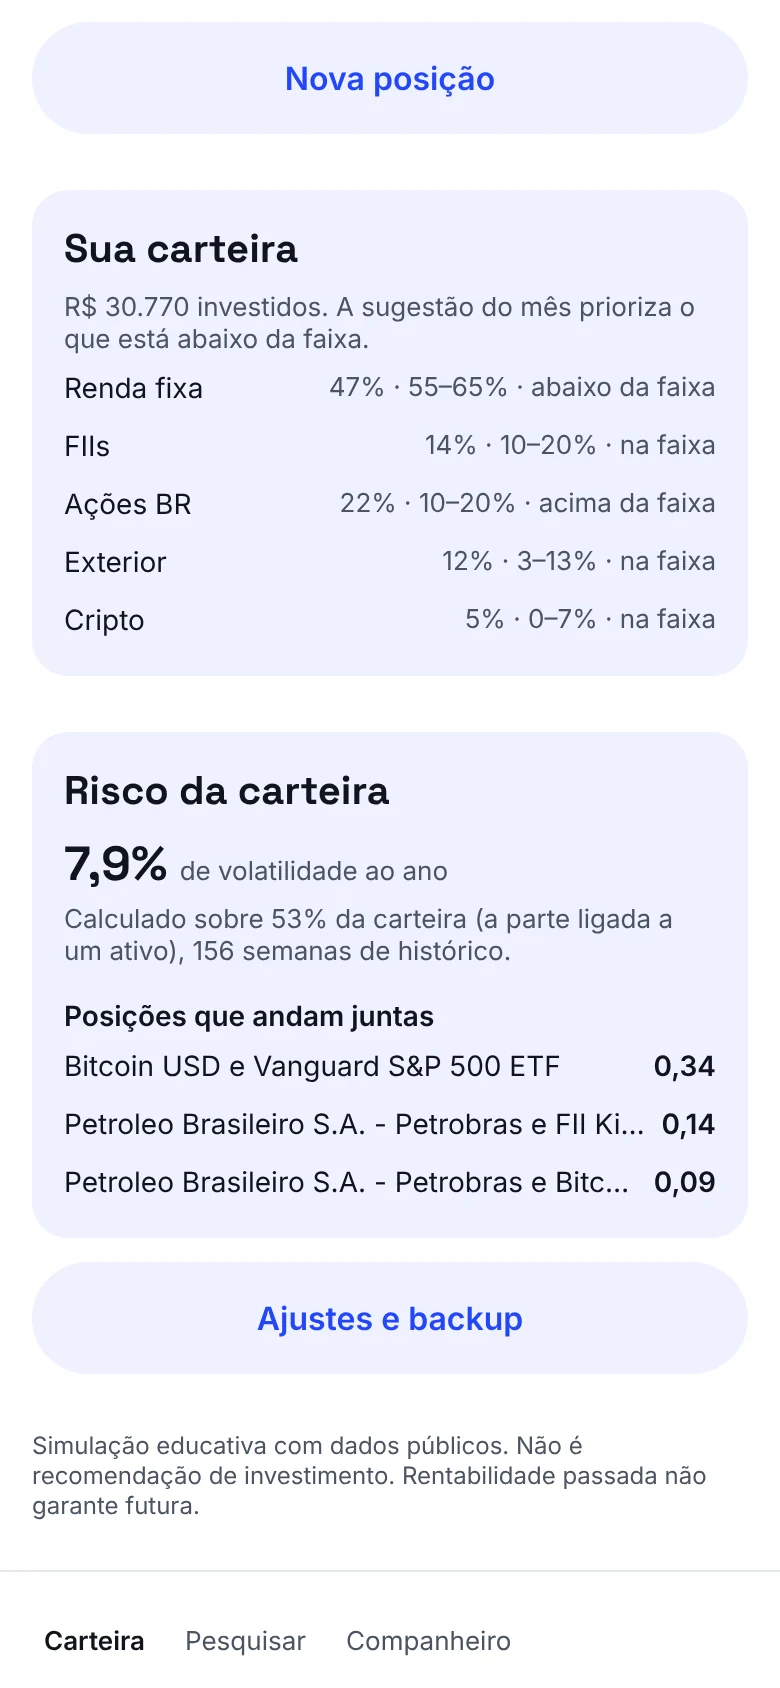 Nova posição
Sua carteira
R$ 30.770 investidos. A sugestão do mês prioriza o
que está abaixo da faixa.
Renda fixa 47% · 55–65% · abaixo da faixa
FIIs 14% · 10–20% · na faixa
Ações BR 22% · 10–20% · acima da faixa
Exterior 12% · 3–13% · na faixa
Cripto 5% · 0–7% · na faixa
Risco da carteira
7,9% de volatilidade ao ano
Calculado sobre 53% da carteira (a parte ligada a
um ativo), 156 semanas de histórico.
Posições que andam juntas
Bitcoin USD e Vanguard S&P 500 ETF 0,34
Petroleo Brasileiro S.A. - Petrobras e FII Ki... 0,14
Petroleo Brasileiro S.A. - Petrobras e Bitc... 0,09
Ajustes e backup
Simulação educativa com dados públicos. Não é
recomendação de investimento. Rentabilidade passada não
garante futura.
Carteira Pesquisar Companheiro